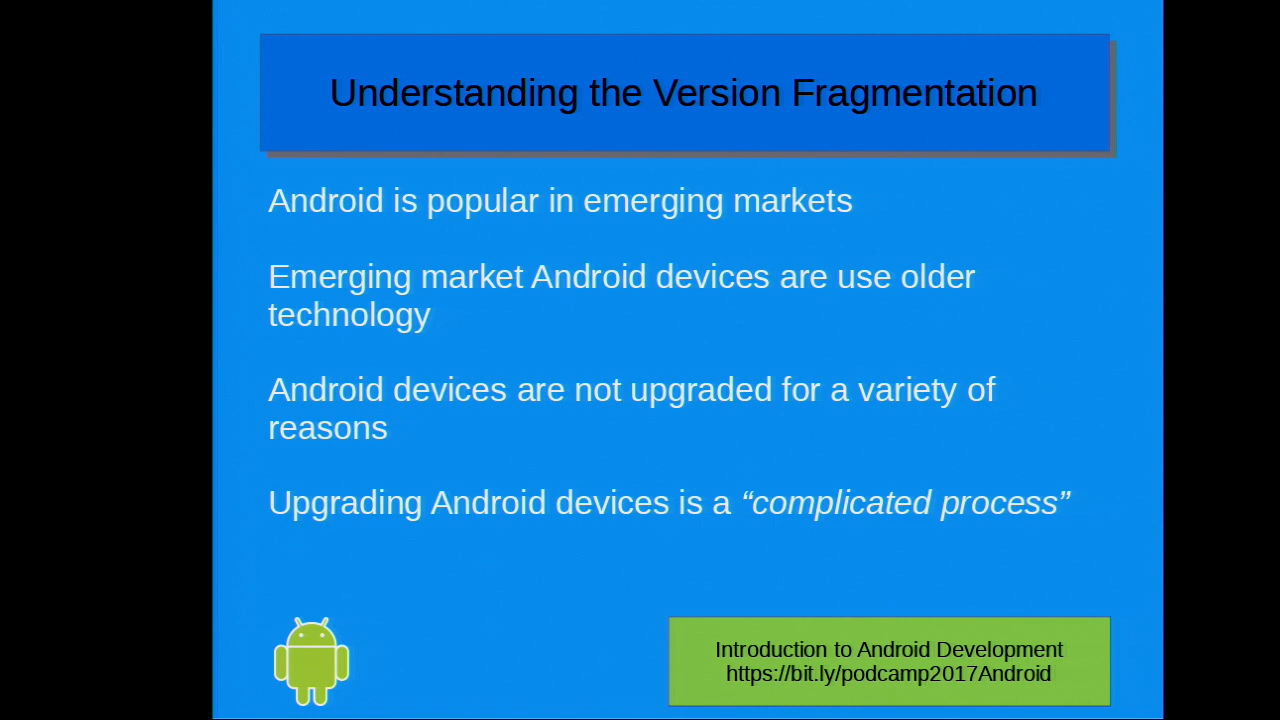 Understanding the Version Fragmentation
Android is popular in emerging markets
Emerging market Android devices are use older
technology
Android devices are not upgraded for a variety of
reasons
Upgrading Android devices is a “complicated process”
Introduction to Android Development
https://bit.ly/podcamp2017Android